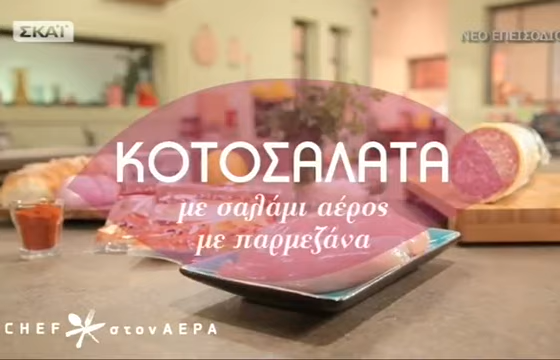 ΣΚΑΪ
ΝΕΟ ΕΠΕΙΣΟΔΙΟ
ΚΟΤΟΣΑΛΑΤΑ
με σαλάμι αέρος
με παρμεζάνα
CHEF στονΑΕΡΑ